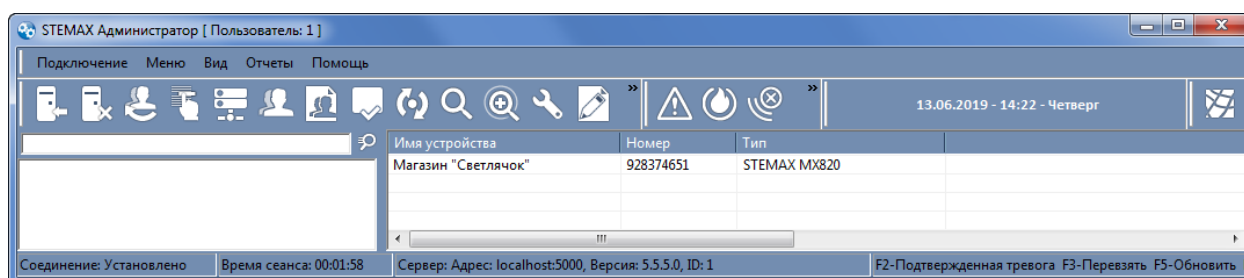 STEMAX Администратор [ Пользователь: 1 ]
Подключение Меню Вид Отчеты Помощь
13.06.2019 - 14:22 - Четверг
Имя устройства Номер Тип
Магазин "Светлячок" 928374651 STEMAX MX820
Соединение: Установлено Время сеанса: 00:01:58 Сервер: Адрес: localhost:5000, Версия: 5.5.5.0, ID: 1 F2-Подтвержденная тревога F3-Перевзять F5-Обновить